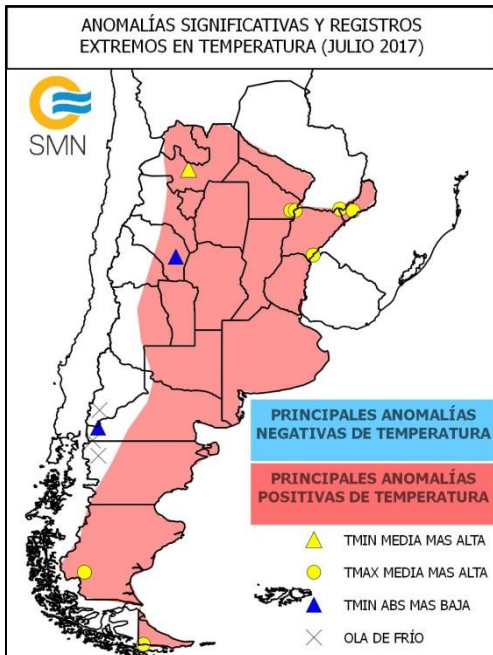 ANOMALÍAS SIGNIFICATIVAS Y REGISTROS
EXTREMOS EN TEMPERATURA (JULIO 2017)
SMN
PRINCIPALES ANOMALÍAS
NEGATIVAS DE TEMPERATURA
PRINCIPALES ANOMALÍAS
POSITIVAS DE TEMPERATURA
TMIN MEDIA MAS ALTA
TMAX MEDIA MAS ALTA
TMIN ABS MAS BAJA
OLA DE FRÍO